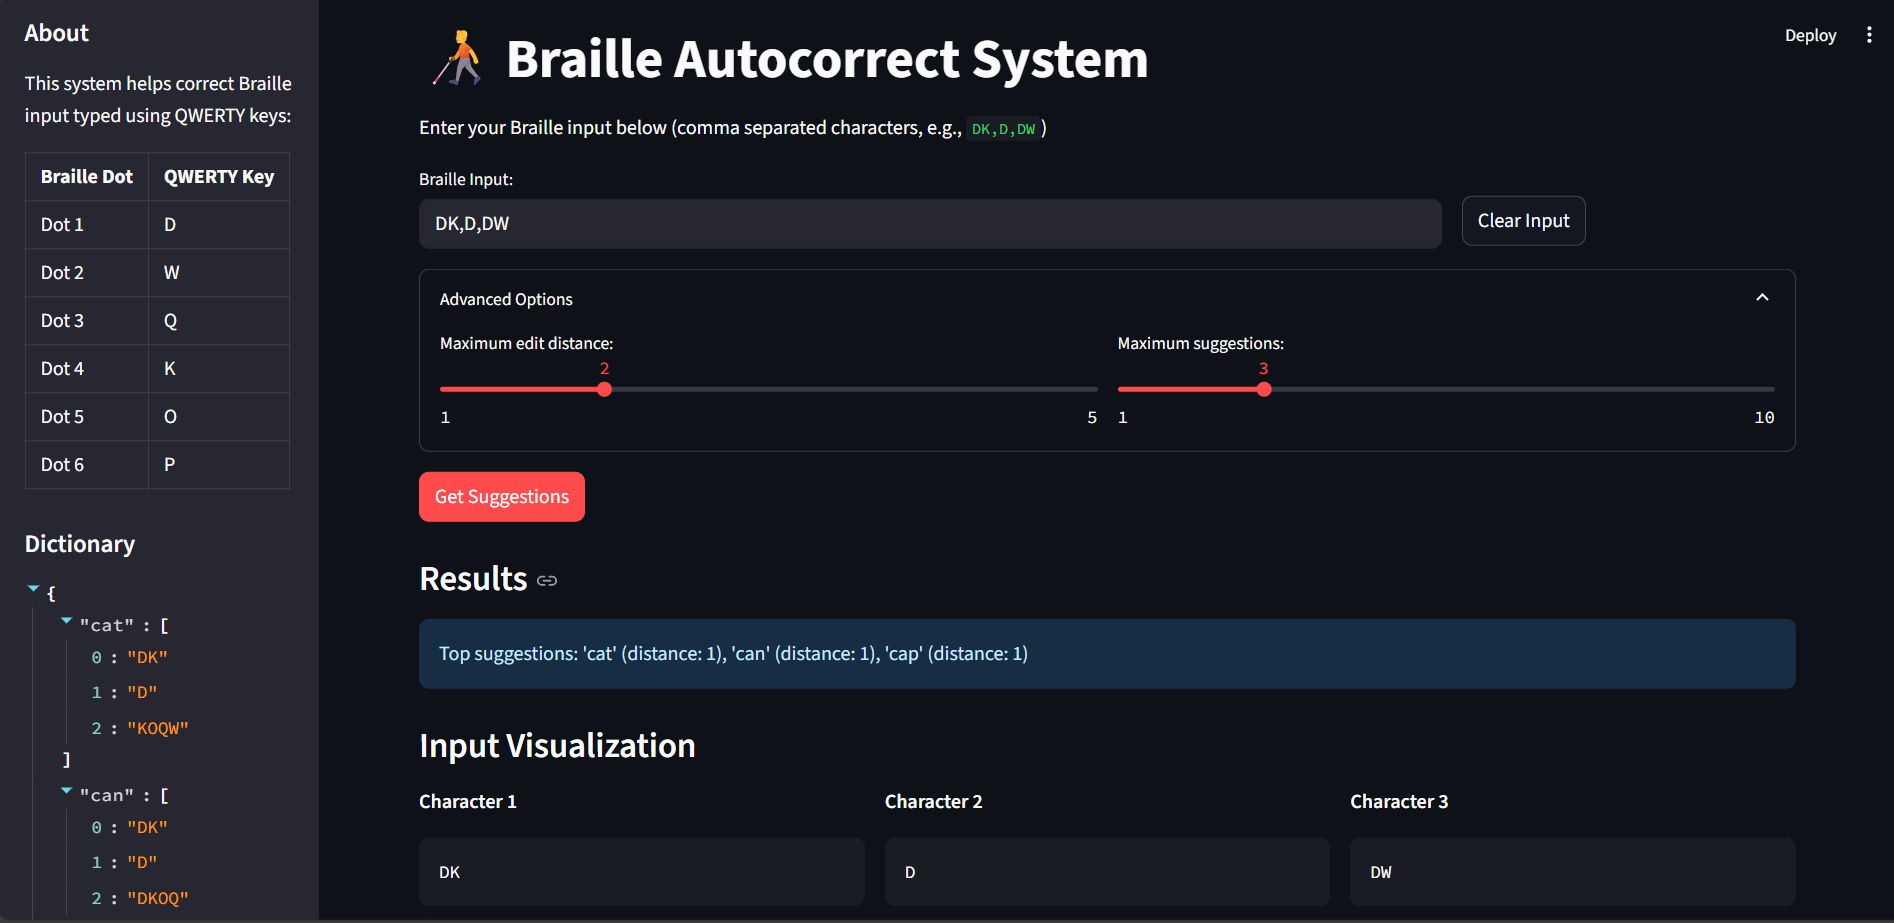 About
This system helps correct Braille
input typed using QWERTY keys:
Braille Dot QWERTY Key
Dot 1 D
Dot 2 W
Dot 3 Q
Dot 4 K
Dot 5 O
Dot 6 P
Dictionary
{
"cat" : [
0 : "DK"
1 : "D"
2 : "KOQW"
]
"can" : [
0 : "DK"
1 : "D"
2 : "DKOQ"
Deploy
Braille Autocorrect System
Enter your Braille input below (comma separated characters, e.g., DK,D,DW )
Braille Input:
DK,D,DW
Clear Input
Advanced Options
Maximum edit distance:
2
1 5
Maximum suggestions:
3
1 10
Get Suggestions
Results
Top suggestions: 'cat' (distance: 1), 'can' (distance: 1), 'cap' (distance: 1)
Input Visualization
Character 1 Character 2 Character 3
DK D DW